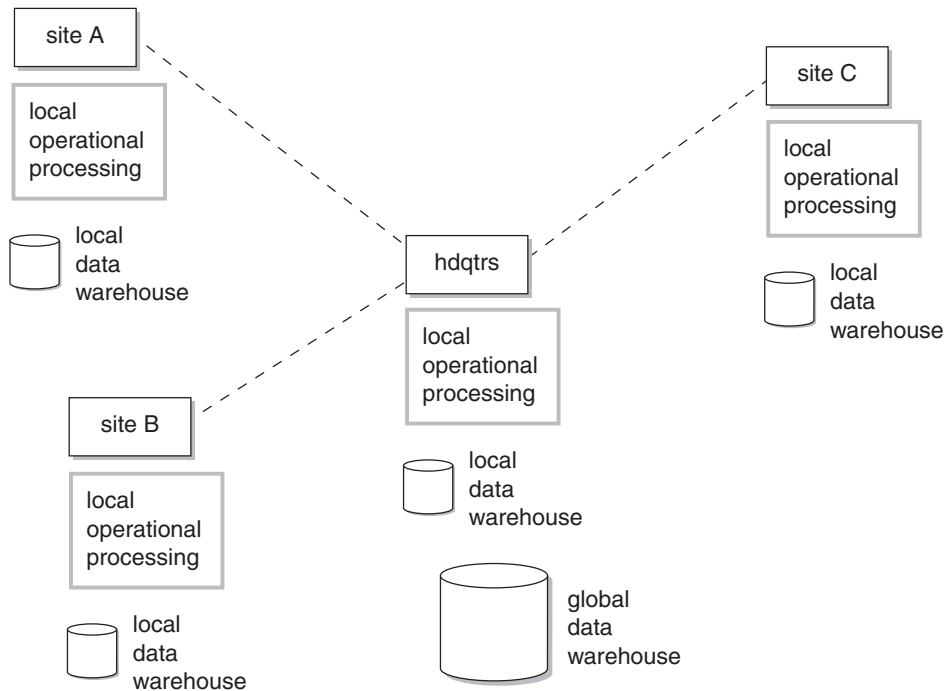 site A
local
operational
processing
local
data
warehouse
site C
local
operational
processing
local
data
warehouse
hdqtrs
local
operational
processing
local
data
warehouse
site B
local
operational
processing
local
data
warehouse
global
data
warehouse